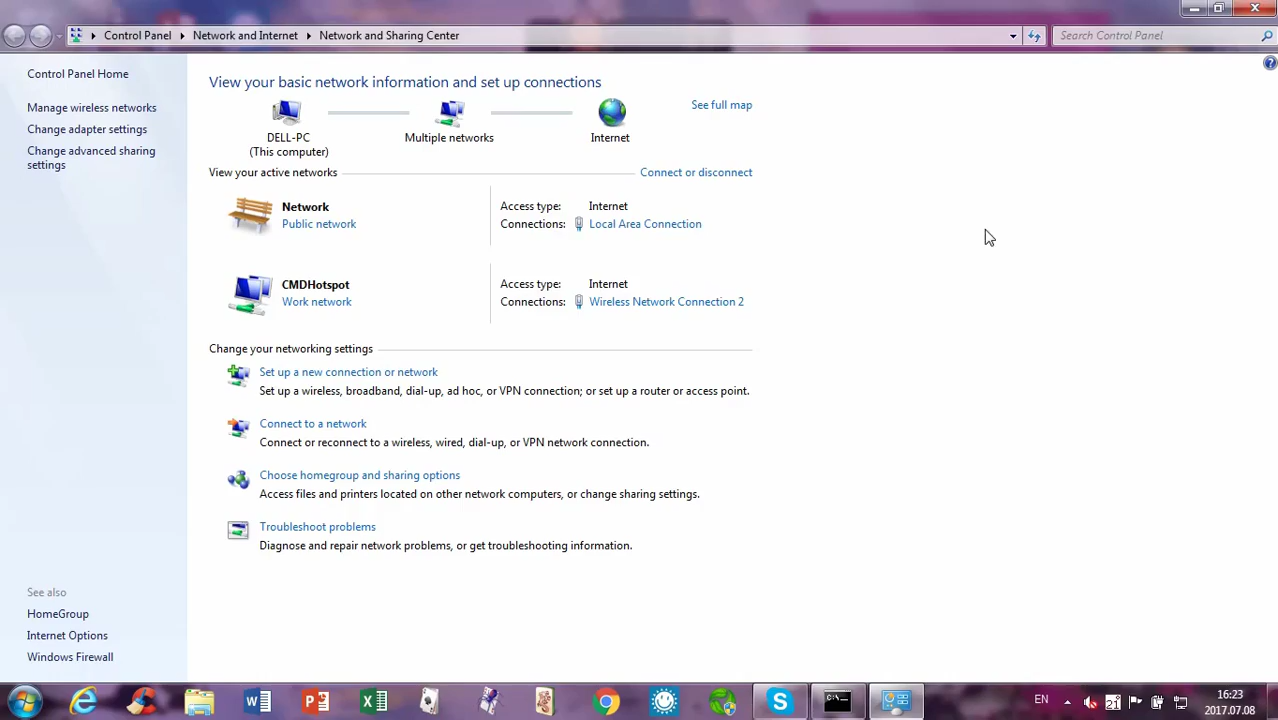 Control Panel Network and Internet Network and Sharing Center
Search Control Panel
Control Panel Home
Manage wireless networks
Change adapter settings
Change advanced sharing
settings
See also
HomeGroup
Internet Options
Windows Firewall
View your basic network information and set up connections
See full map
DELL-PC
(This computer)
Multiple networks
Internet
View your active networks
Connect or disconnect
Network
Public network
Access type: Internet
Connections: Local Area Connection
CMDHotspot
Work network
Access type: Internet
Connections: Wireless Network Connection 2
Change your networking settings
Set up a new connection or network
Set up a wireless, broadband, dial-up, ad hoc, or VPN connection; or set up a router or access point.
Connect to a network
Connect or reconnect to a wireless, wired, dial-up, or VPN network connection.
Choose homegroup and sharing options
Access files and printers located on other network computers, or change sharing settings.
Troubleshoot problems
Diagnose and repair network problems, or get troubleshooting information.
EN
16:23
2017.07.08